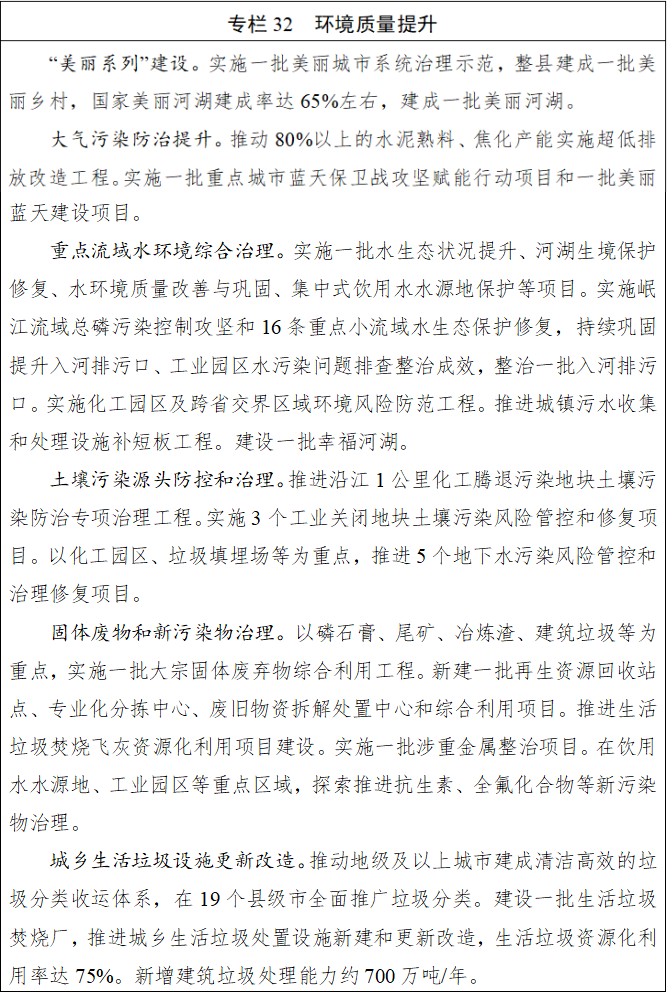 专栏 32 环境质量提升
“美丽系列”建设。实施一批美丽城市系统治理示范，整县建成一批美
丽乡村，国家美丽河湖建成率达 65%左右，建成一批美丽河湖。
大气污染防治提升。推动 80%以上的水泥熟料、焦化产能实施超低排
放改造工程。实施一批重点城市蓝天保卫战攻坚赋能行动项目和一批美丽
蓝天建设项目。
重点流域水环境综合治理。实施一批水生态状况提升、河湖生境保护
修复、水环境质量改善与巩固、集中式饮用水水源地保护等项目。实施岷
江流域总磷污染控制攻坚和 16 条重点小流域水生态保护修复，持续巩固
提升入河排污口、工业园区水污染问题排查整治成效，整治一批入河排污
口。实施化工园区及跨省交界区域环境风险防范工程。推进城镇污水收集
和处理设施补短板工程。建设一批幸福河湖。
土壤污染源头防控和治理。推进沿江 1 公里化工腾退污染地块土壤污
染防治专项治理工程。实施 3 个工业关闭地块土壤污染风险管控和修复项
目。以化工园区、垃圾填埋场等为重点，推进 5 个地下水污染风险管控和
治理修复项目。
固体废物和新污染物治理。以磷石膏、尾矿、冶炼渣、建筑垃圾等为
重点，实施一批大宗固体废弃物综合利用工程。新建一批再生资源回收站
点、专业化分拣中心、废旧物资拆解处置中心和综合利用项目。推进生活
垃圾焚烧飞灰资源化利用项目建设。实施一批涉重金属整治项目。在饮用
水水源地、工业园区等重点区域，探索推进抗生素、全氟化合物等新污染
物治理。
城乡生活垃圾设施更新改造。推动地级及以上城市建成清洁高效的垃
圾分类收运体系，在 19 个县级市全面推广垃圾分类。建设一批生活垃圾
焚烧厂，推进城乡生活垃圾处置设施新建和更新改造，生活垃圾资源化利
用率达 75%。新增建筑垃圾处理能力约 700 万吨/年。